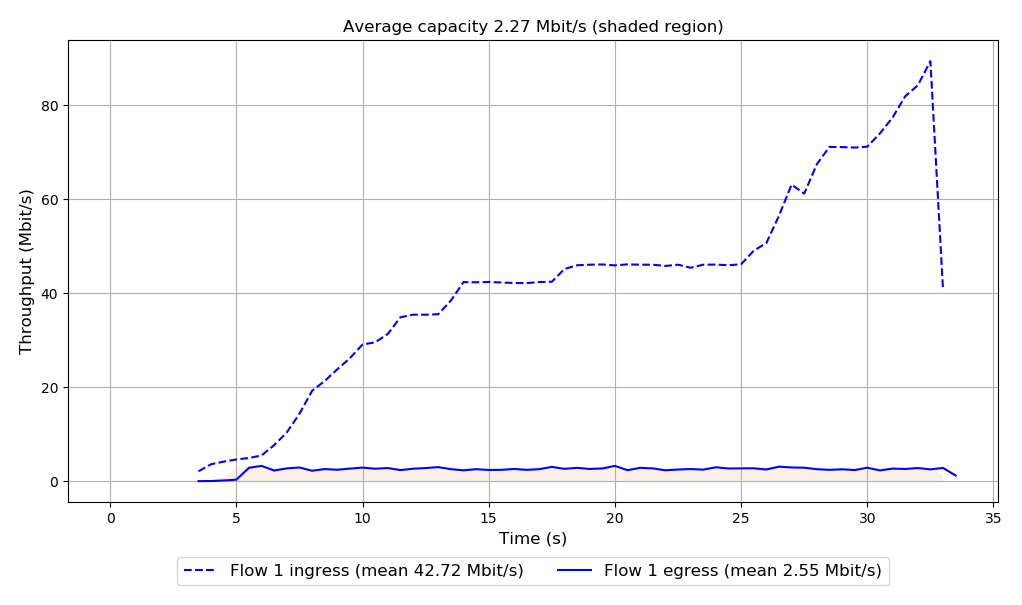 Average capacity 2.27 Mbit/s (shaded region)
Throughput (Mbit/s)
80
60
40
20
0
0 5 10 15 20 25 30 35
Time (s)
Flow 1 ingress (mean 42.72 Mbit/s) Flow 1 egress (mean 2.55 Mbit/s)